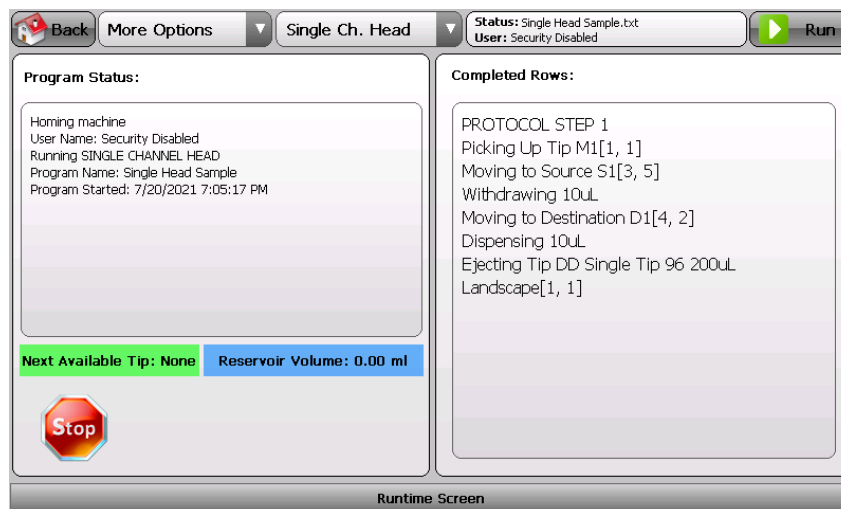 Back
More Options
Single Ch. Head
Status: Single Head Sample.txt
User: Security Disabled
Run
Program Status:
Homing machine
User Name: Security Disabled
Running SINGLE CHANNEL HEAD
Program Name: Single Head Sample
Program Started: 7/20/2021 7:05:17 PM
Next Available Tip: None
Reservoir Volume: 0.00 ml
Stop
Completed Rows:
PROTOCOL STEP 1
Picking Up Tip M1[1, 1]
Moving to Source S1[3, 5]
Withdrawing 10uL
Moving to Destination D1[4, 2]
Dispensing 10uL
Ejecting Tip DD Single Tip 96 200uL
Landscape[1, 1]
Runtime Screen